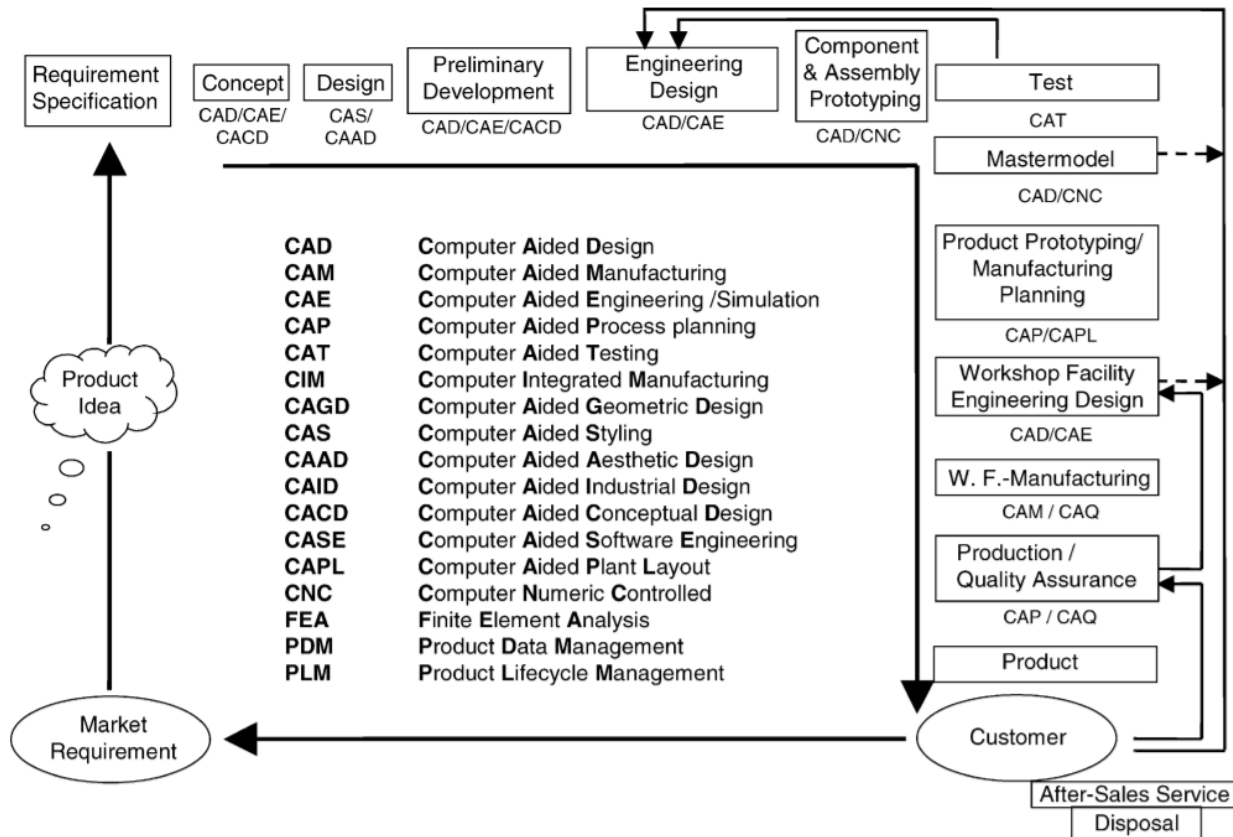 Requirement
Specification
Concept
CAD/CAE/
CACD
Design
CAS/
CAAD
Preliminary
Development
CAD/CAE/CACD
Engineering
Design
CAD/CAE
Component
& Assembly
Prototyping
CAD/CNC
Test
CAT
Mastermodel
CAD/CNC
Product Prototyping/
Manufacturing
Planning
CAP/CAPL
Workshop Facility
Engineering Design
CAD/CAE
W. F.-Manufacturing
CAM / CAQ
Production /
Quality Assurance
CAP / CAQ
Product
Customer
After-Sales Service
Disposal
Market
Requirement
Product
Idea
CAD Computer Aided Design
CAM Computer Aided Manufacturing
CAE Computer Aided Engineering /Simulation
CAP Computer Aided Process planning
CAT Computer Aided Testing
CIM Computer Integrated Manufacturing
CAGD Computer Aided Geometric Design
CAS Computer Aided Styling
CAAD Computer Aided Aesthetic Design
CAID Computer Aided Industrial Design
CACD Computer Aided Conceptual Design
CASE Computer Aided Software Engineering
CAPL Computer Aided Plant Layout
CNC Computer Numeric Controlled
FEA Finite Element Analysis
PDM Product Data Management
PLM Product Lifecycle Management